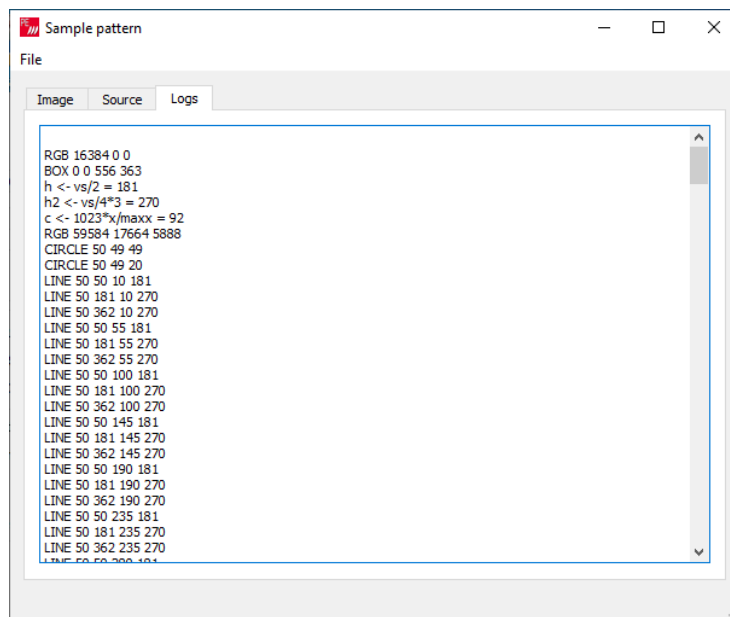 PE
Sample pattern
File
Image Source Logs
RGB 16384 0 0
BOX 0 0 556 363
h <- vs/2 = 181
h2 <- vs/4*3 = 270
c <- 1023*x/maxx = 92
RGB 59584 17664 5888
CIRCLE 50 49 49
CIRCLE 50 49 20
LINE 50 50 10 181
LINE 50 181 10 270
LINE 50 362 10 270
LINE 50 50 55 181
LINE 50 181 55 270
LINE 50 362 55 270
LINE 50 50 100 181
LINE 50 181 100 270
LINE 50 362 100 270
LINE 50 50 145 181
LINE 50 181 145 270
LINE 50 362 145 270
LINE 50 50 190 181
LINE 50 181 190 270
LINE 50 362 190 270
LINE 50 50 235 181
LINE 50 181 235 270
LINE 50 362 235 270
LINE 50 50 280 181